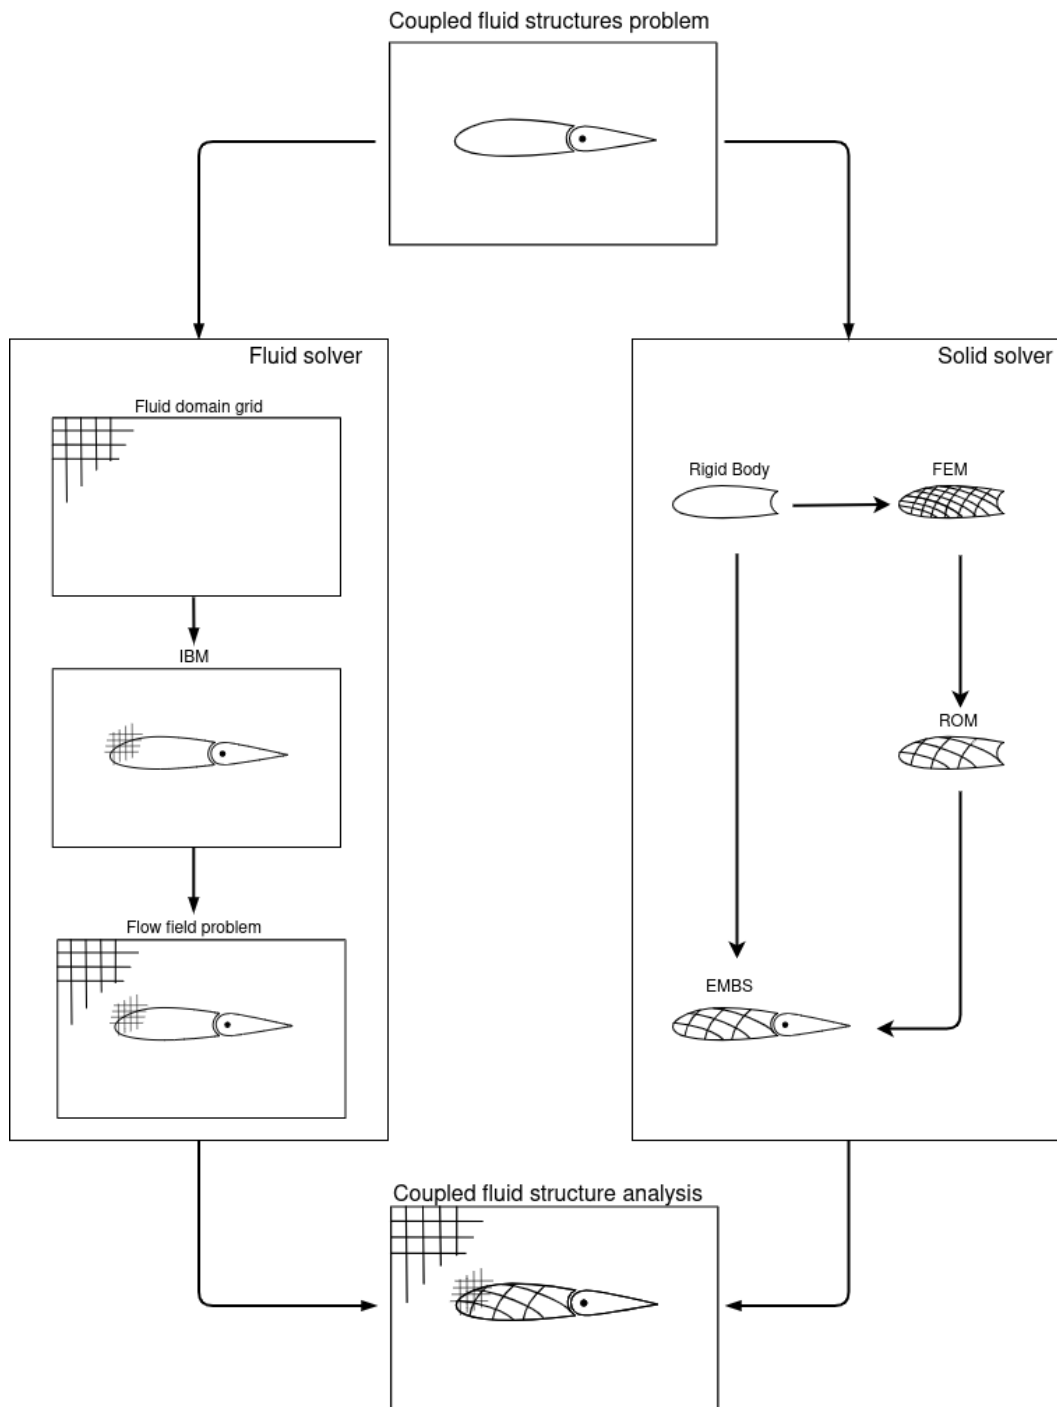 Coupled fluid structures problem
Fluid solver
Fluid domain grid
IBM
Flow field problem
Solid solver
Rigid Body
FEM
ROM
EMBS
Coupled fluid structure analysis